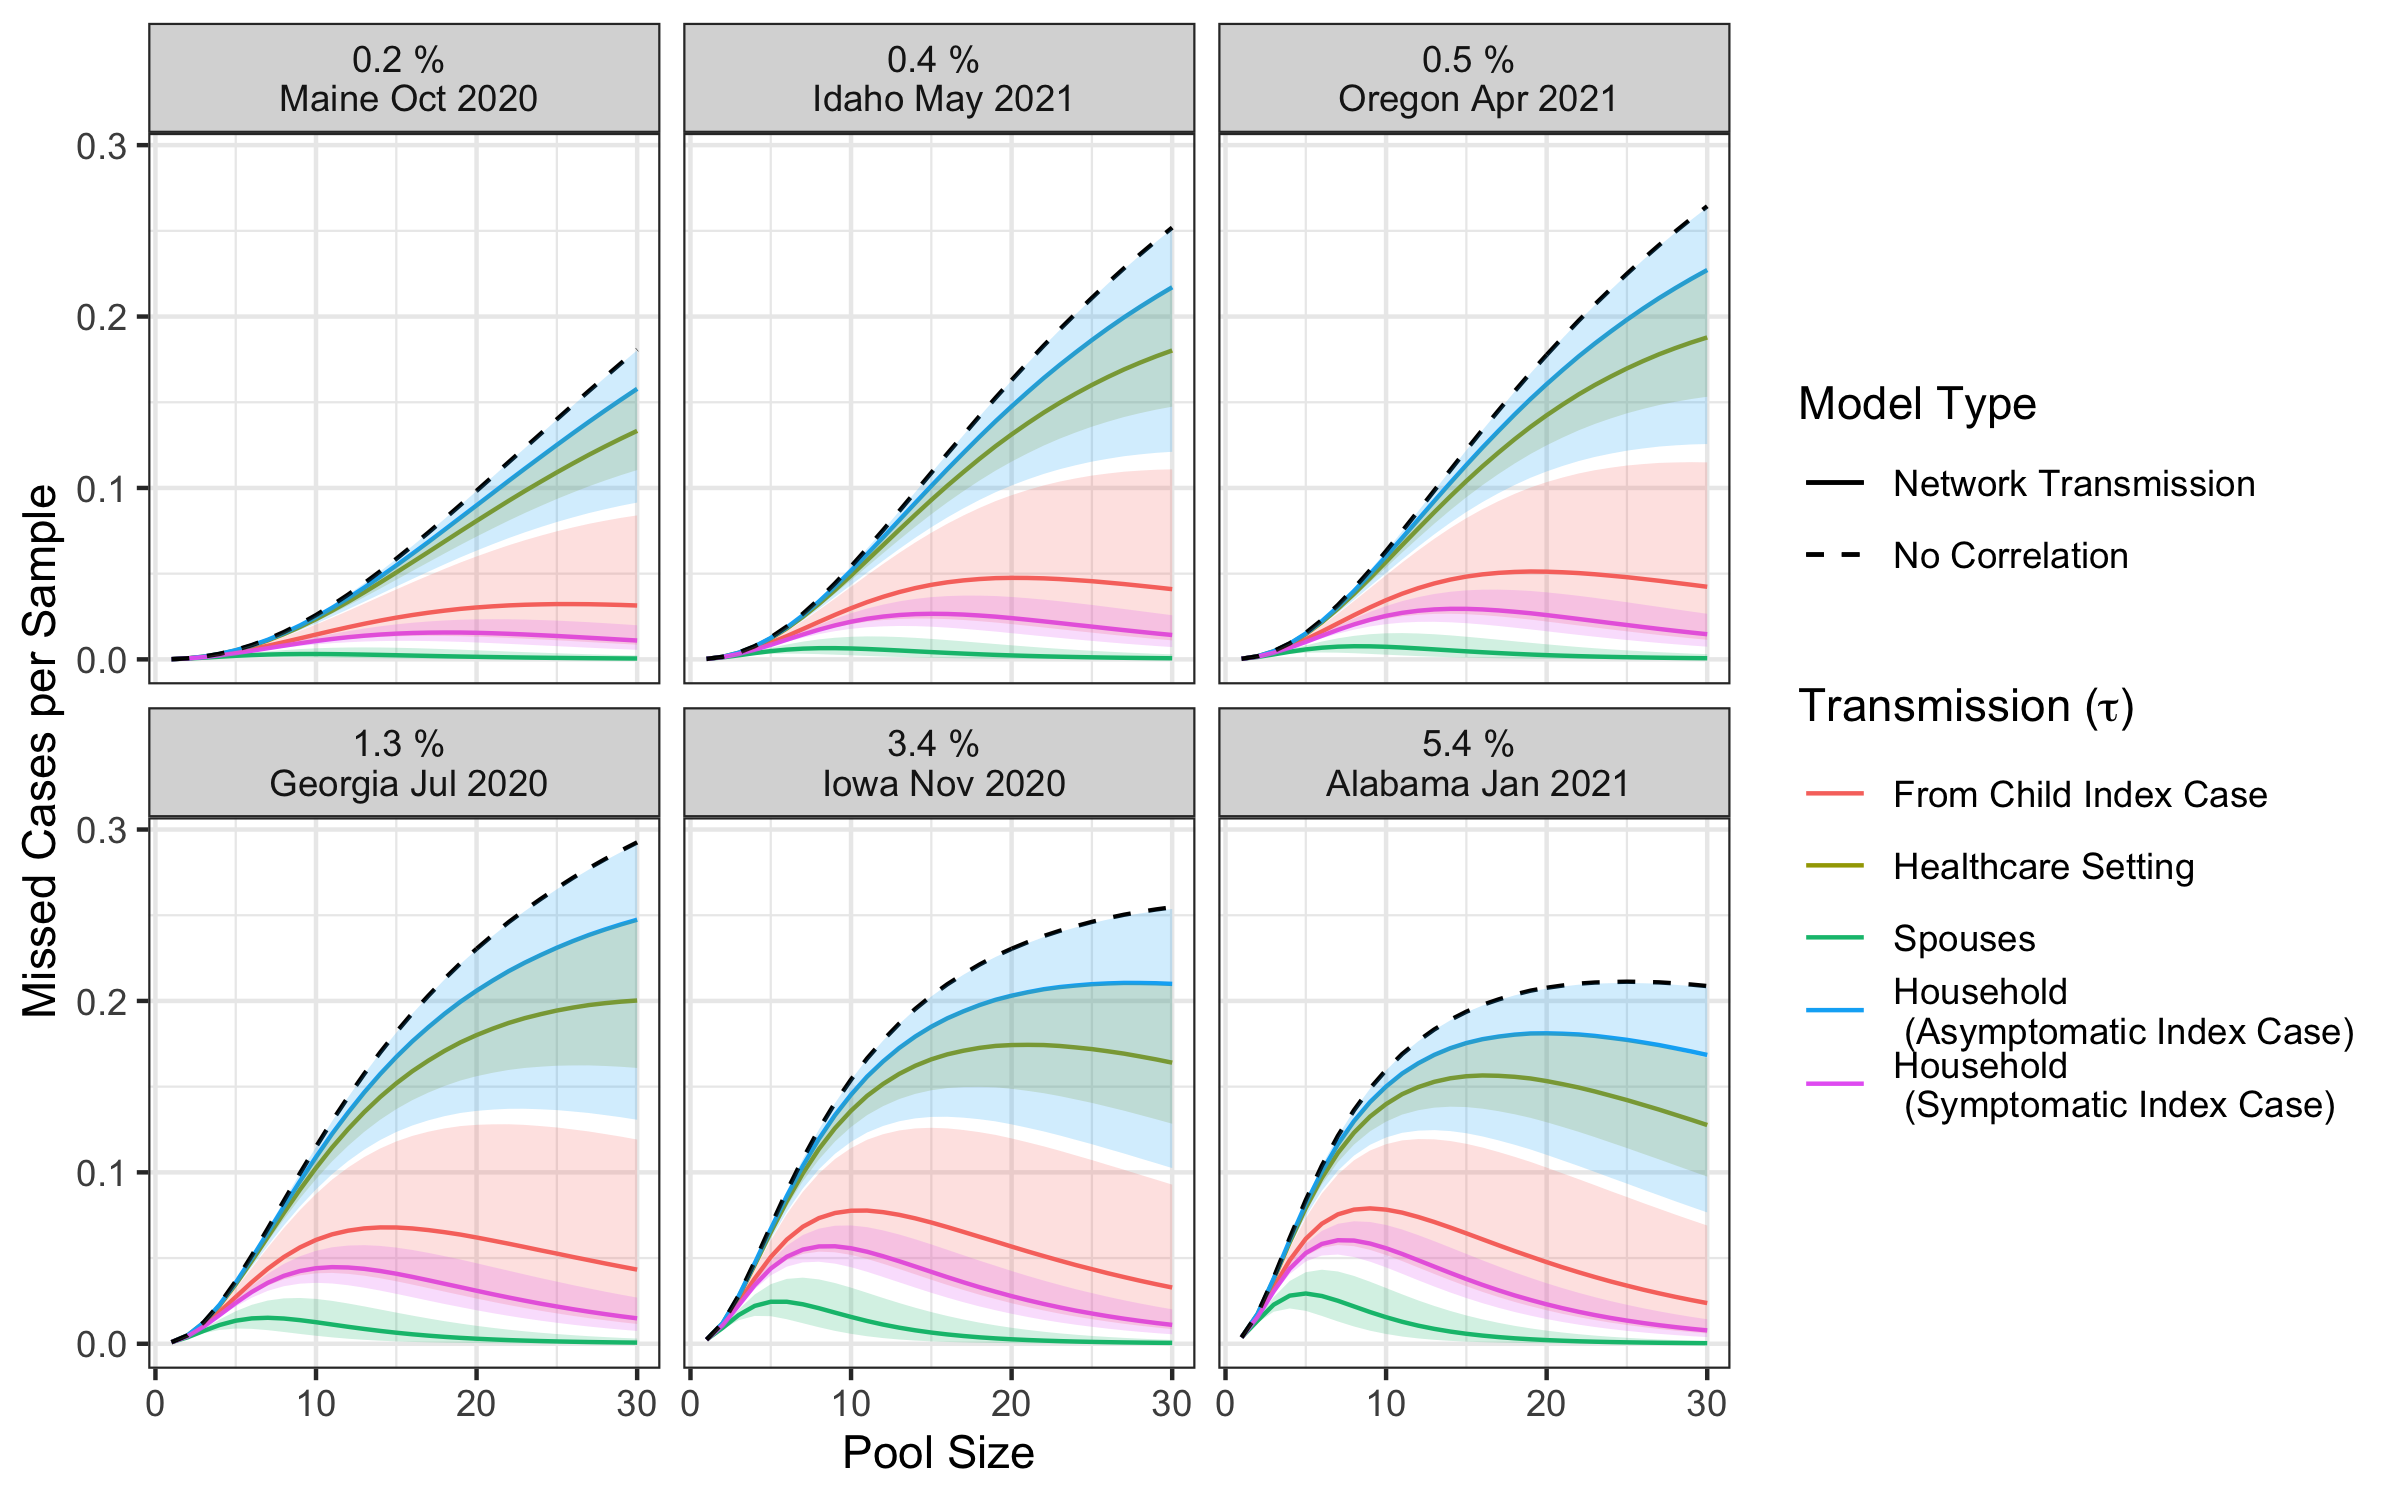 0.2 %
Maine Oct 2020
0.4 %
Idaho May 2021
0.5 %
Oregon Apr 2021
0.3
0.2
0.1
0.0
1.3 %
Georgia Jul 2020
3.4 %
Iowa Nov 2020
5.4 %
Alabama Jan 2021
0.3
0.2
0.1
0.0
0 10 20 30
0 10 20 30
0 10 20 30
Pool Size
Missed Cases per Sample
Model Type
Network Transmission
No Correlation
Transmission (τ)
From Child Index Case
Healthcare Setting
Spouses
Household
(Asymptomatic Index Case)
Household
(Symptomatic Index Case)